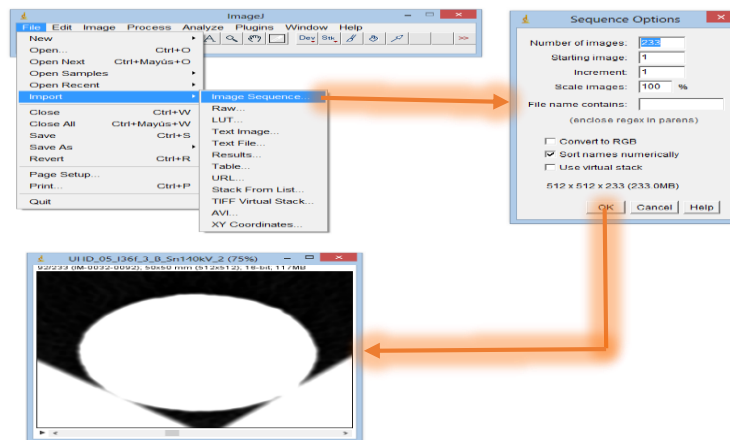 ImageJ
File Edit Image Process Analyze Plugins Window Help
Dev Stk >>
New
Open... Ctrl+O
Open Next Ctrl+Mayús+O
Open Samples
Open Recent
Import
Close Ctrl+W
Close All Ctrl+Mayús+W
Save Ctrl+S
Save As
Revert Ctrl+R
Page Setup...
Print... Ctrl+P
Quit
Image Sequence...
Raw...
LUT...
Text Image...
Text File...
Results...
Table...
URL...
Stack From List...
TIFF Virtual Stack...
AVI...
XY Coordinates...
Sequence Options
Number of images: 233
Starting image: 1
Increment: 1
Scale images: 100 %
File name contains:
(enclose regex in parens)
Convert to RGB
Sort names numerically
Use virtual stack
512 x 512 x 233 (233.0MB)
OK Cancel Help
(75%)
92/233 (IM-0032-0092); 50x50 mm (512x512); 16-bit; 117MB